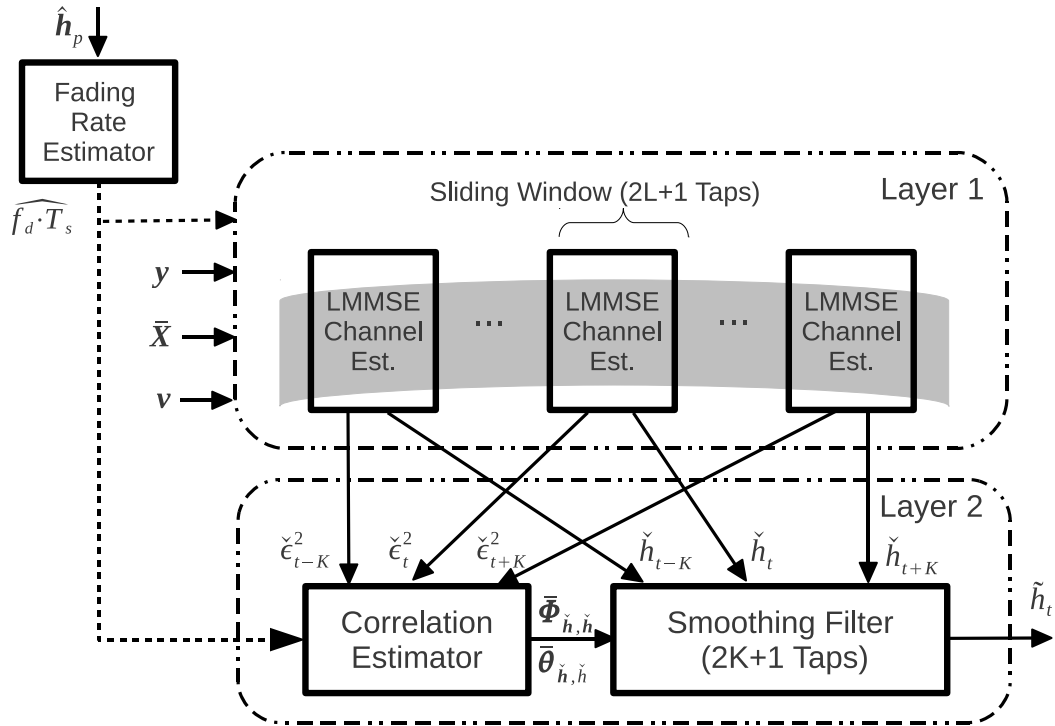 ĥ_p
Fading
Rate
Estimator
\widehat{f_d·T_s}
Layer 1
Sliding Window (2L+1 Taps)
y
X̄
v
LMMSE
Channel
Est.
...
LMMSE
Channel
Est.
...
LMMSE
Channel
Est.
Layer 2
ϵ̌²_{t−K}
ϵ̌²_t
ϵ̌²_{t+K}
ȟ_{t−K}
ȟ_t
ȟ_{t+K}
Correlation
Estimator
Φ̄_{ȟ,ȟ}
θ̄_{ȟ,ȟ}
Smoothing Filter
(2K+1 Taps)
h̃_t